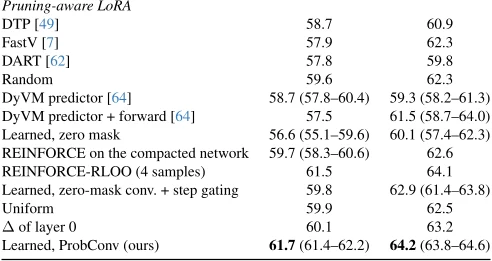 Pruning-aware LoRA
DTP [49] 58.7 60.9
FastV [7] 57.9 62.3
DART [62] 57.8 59.8
Random 59.6 62.3
DyVM predictor [64] 58.7 (57.8–60.4) 59.3 (58.2–61.3)
DyVM predictor + forward [64] 57.5 61.5 (58.7–64.0)
Learned, zero mask 56.6 (55.1–59.6) 60.1 (57.4–62.3)
REINFORCE on the compacted network 59.7 (58.3–60.6) 62.6
REINFORCE-RLOO (4 samples) 61.5 64.1
Learned, zero-mask conv. + step gating 59.8 62.9 (61.4–63.8)
Uniform 59.9 62.5
Δ of layer 0 60.1 63.2
Learned, ProbConv (ours) 61.7 (61.4–62.2) 64.2 (63.8–64.6)